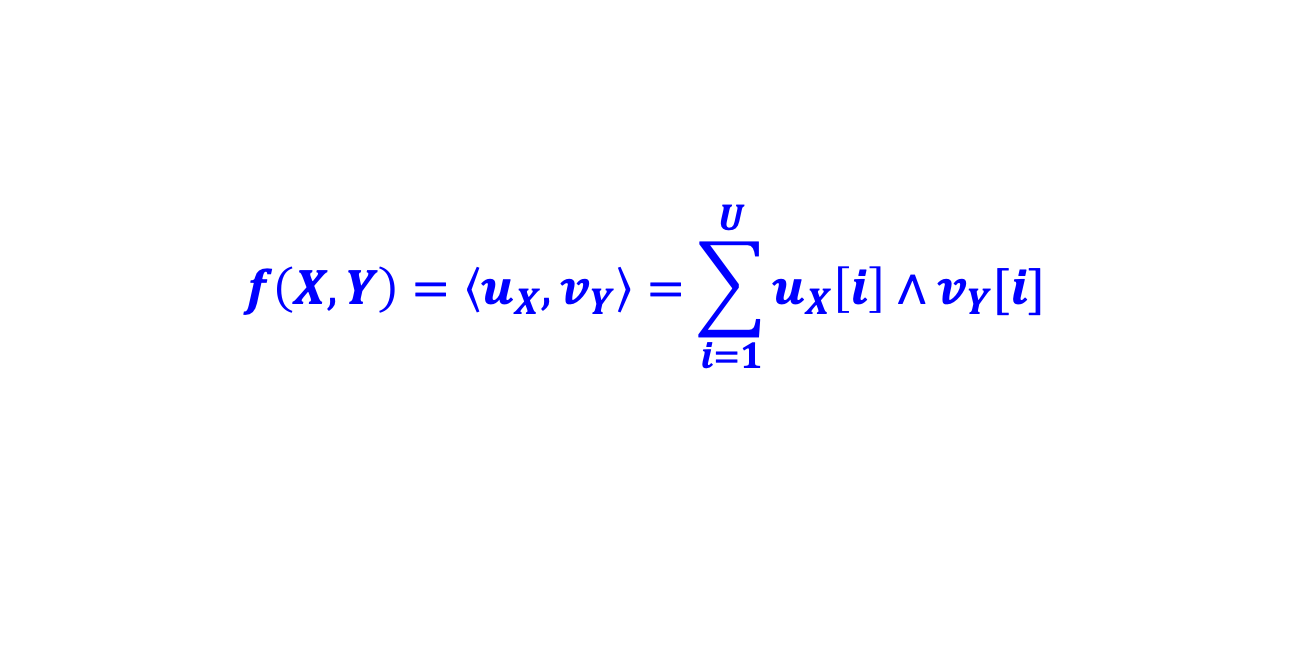 f(X, Y) = ⟨u_X, v_Y⟩ = ∑_{i=1}^{U} u_X[i] ∧ v_Y[i]